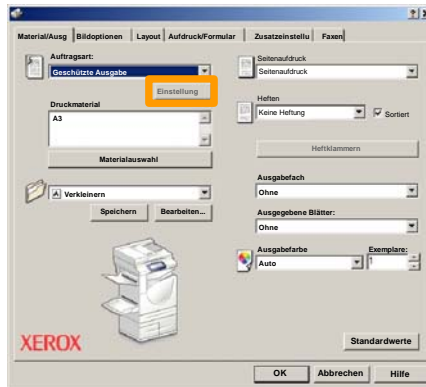 Material/Ausg Bildoptionen Layout Aufdruck/Formular Zusatzeinstellu Faxen
Auftragsart:
Geschützte Ausgabe
Einstellung
Druckmaterial
A3
Materialauswahl
Verkleinern
Speichern Bearbeiten...
Seitenaufdruck
Seitenaufdruck
Heften
Keine Heftung
Sortiert
Heftklammern
Ausgabefach
Ohne
Ausgegebene Blätter:
Ohne
Ausgabefarbe Exemplare:
Auto 1
XEROX
Standardwerte
OK Abbrechen Hilfe